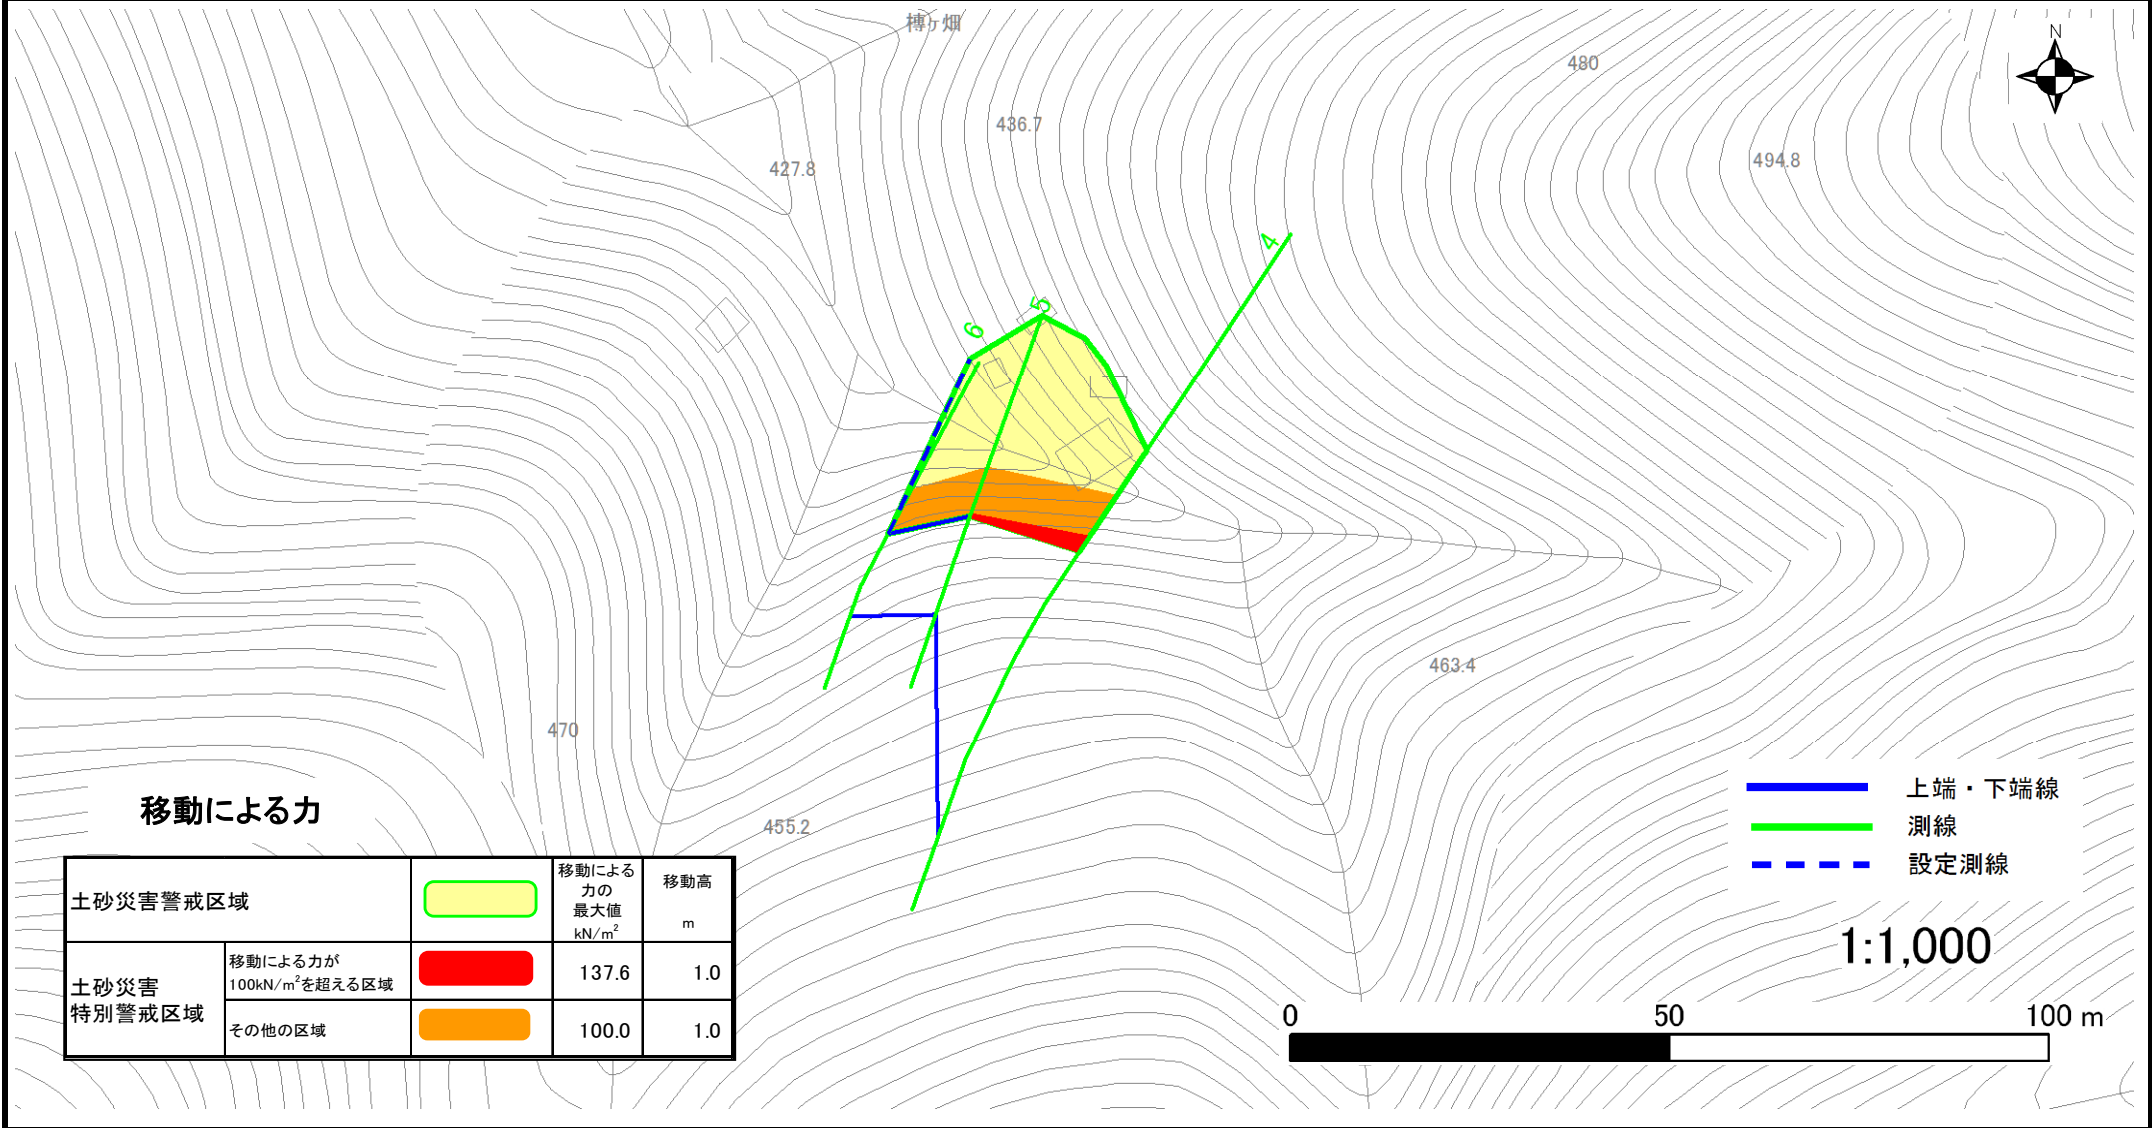 樽ヶ畑
N
480
436.7
494.8
427.8
4
5
6
463.4
470
455.2
移動による力
上端・下端線
測線
設定測線
1:1,000
0 50 100 m
土砂災害警戒区域
移動による
力の
最大値
kN/m²
移動高
m
土砂災害
特別警戒区域
移動による力が
100kN/m²を超える区域
137.6 1.0
その他の区域
100.0 1.0